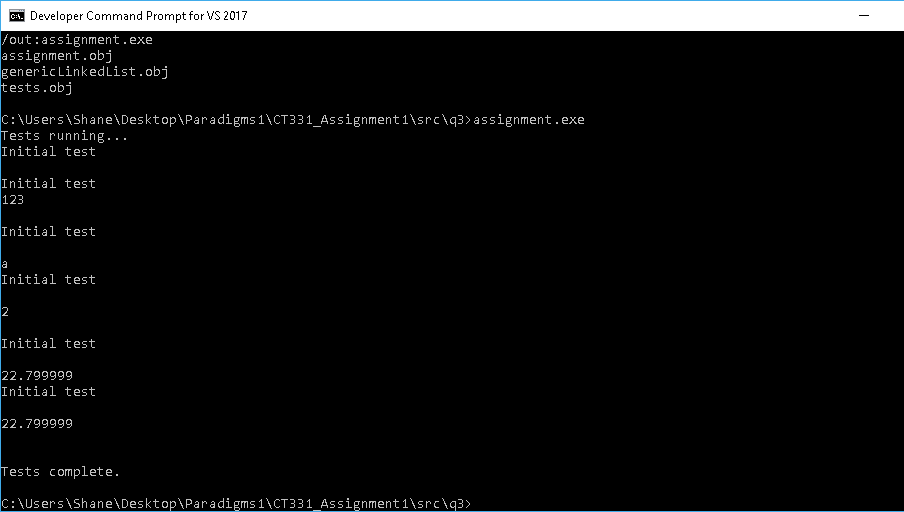 Developer Command Prompt for VS 2017
/out:assignment.exe
assignment.obj
genericLinkedList.obj
tests.obj
C:\Users\Shane\Desktop\Paradigms1\CT331_Assignment1\src\q3>assignment.exe
Tests running...
Initial test
Initial test
123
Initial test
a
Initial test
2
Initial test
22.799999
Initial test
22.799999
Tests complete.
C:\Users\Shane\Desktop\Paradigms1\CT331_Assignment1\src\q3>